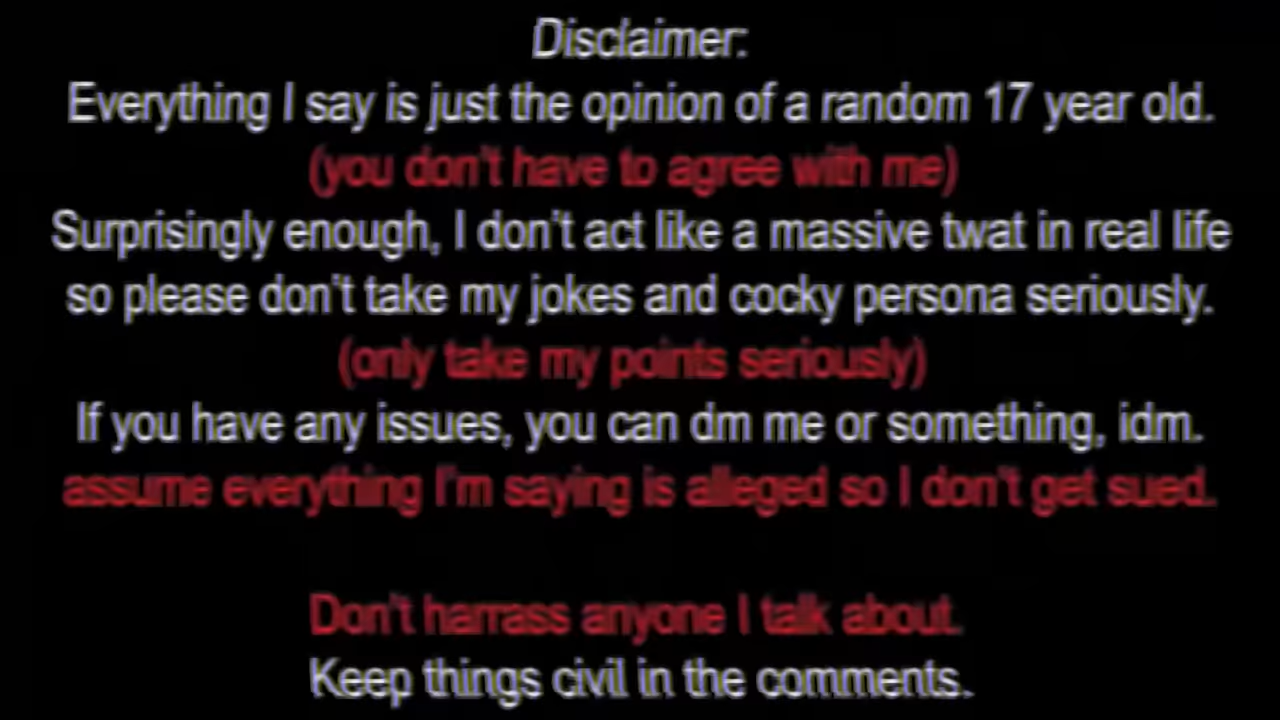 Disclaimer:
Everything I say is just the opinion of a random 17 year old.
(you don't have to agree with me)
Surprisingly enough, I don't act like a massive twat in real life
so please don't take my jokes and cocky persona seriously.
(only take my points seriously)
If you have any issues, you can dm me or something, idm.
assume everything I'm saying is alleged so I don't get sued.
Don't harrass anyone I talk about.
Keep things civil in the comments.